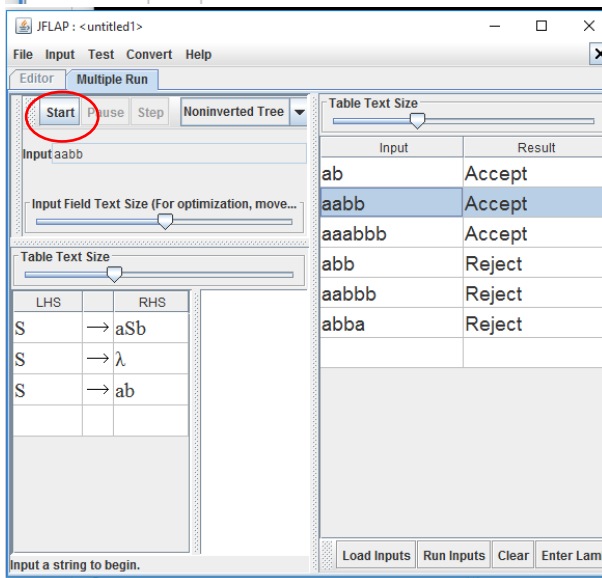 JFLAP : <untitled1>
File Input Test Convert Help
Editor Multiple Run
Start Pause Step Noninverted Tree
Input aabb
Input Field Text Size (For optimization, move...
Table Text Size
LHS RHS
S → aSb
S → λ
S → ab
Input a string to begin.
Table Text Size
Input Result
ab Accept
aabb Accept
aaabbb Accept
abb Reject
aabbb Reject
abba Reject
Load Inputs Run Inputs Clear Enter Lam